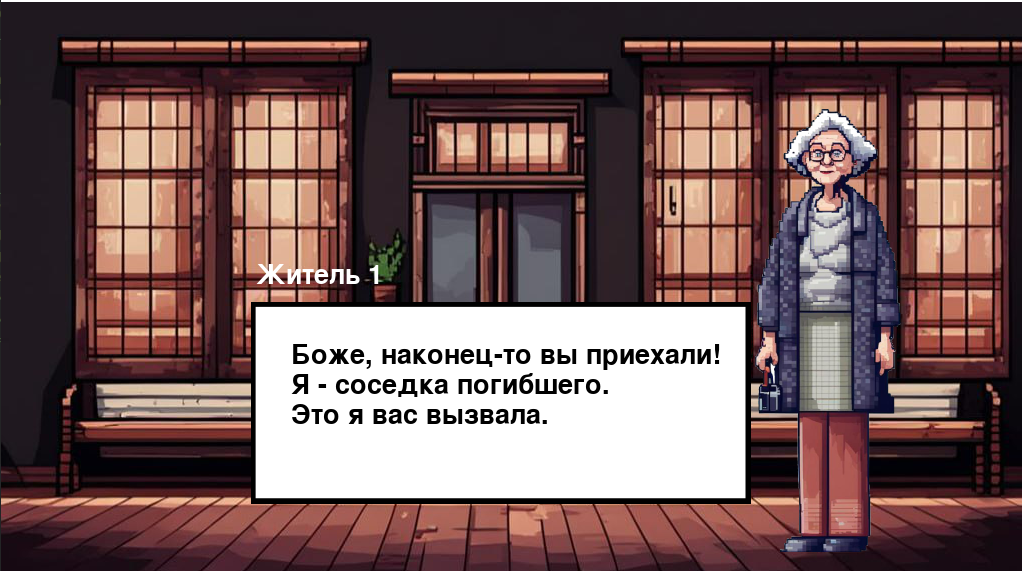 Житель 1
Боже, наконец-то вы приехали!
Я - соседка погибшего.
Это я вас вызвала.